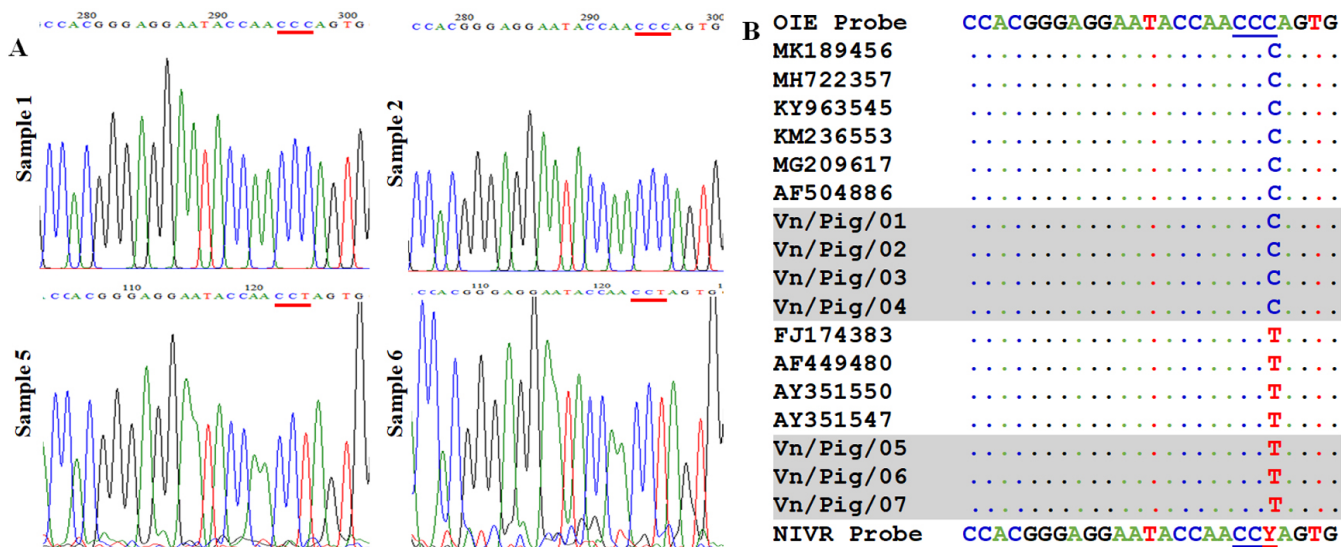 A
280 290 300
CCACGGGAGGAATACCAACCCAGTG
Sample 1
280 290 300
CCACGGGAGGAATACCAACCCAGTG
Sample 2
110 120
CCACGGGAGGAATACCAACCTAGTG
Sample 5
110 120
CCACGGGAGGAATACCAACCTAGTG
Sample 6
B
OIE Probe CCACGGGAGGAATACCAACCCAGTG
MK189456 ....................C....
MH722357 ....................C....
KY963545 ....................C....
KM236553 ....................C....
MG209617 ....................C....
AF504886 ....................C....
Vn/Pig/01 ....................C....
Vn/Pig/02 ....................C....
Vn/Pig/03 ....................C....
Vn/Pig/04 ....................C....
FJ174383 ....................T....
AF449480 ....................T....
AY351550 ....................T....
AY351547 ....................T....
Vn/Pig/05 ....................T....
Vn/Pig/06 ....................T....
Vn/Pig/07 ....................T....
NIVR Probe CCACGGGAGGAATACCAACCYAGTG